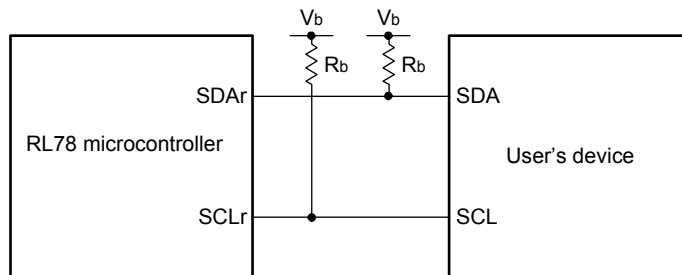 Vb Vb
Rb Rb
SDAr SDA
RL78 microcontroller User's device
SCLr SCL